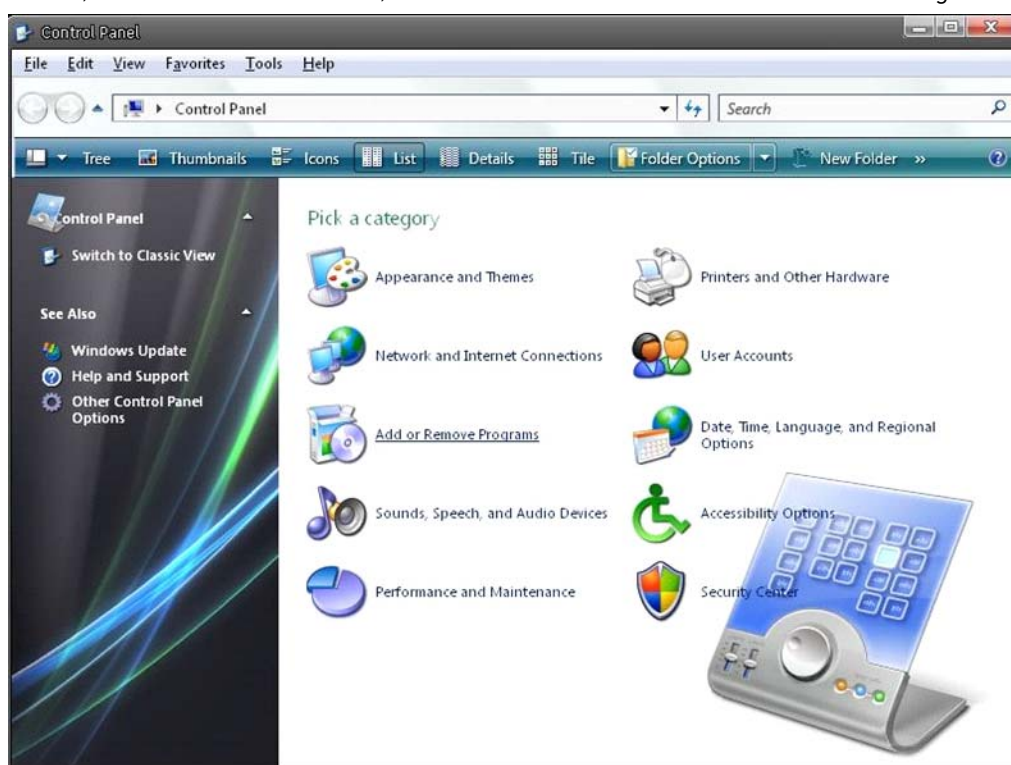 Control Panel
File Edit View Favorites Tools Help
Control Panel
Search
Tree Thumbnails Icons List Details Tile Folder Options New Folder »
Control Panel
Switch to Classic View
See Also
Windows Update
Help and Support
Other Control Panel
Options
Pick a category
Appearance and Themes
Printers and Other Hardware
Network and Internet Connections
User Accounts
Add or Remove Programs
Date, Time, Language, and Regional
Options
Sounds, Speech, and Audio Devices
Accessibility Options
Performance and Maintenance
Security Center